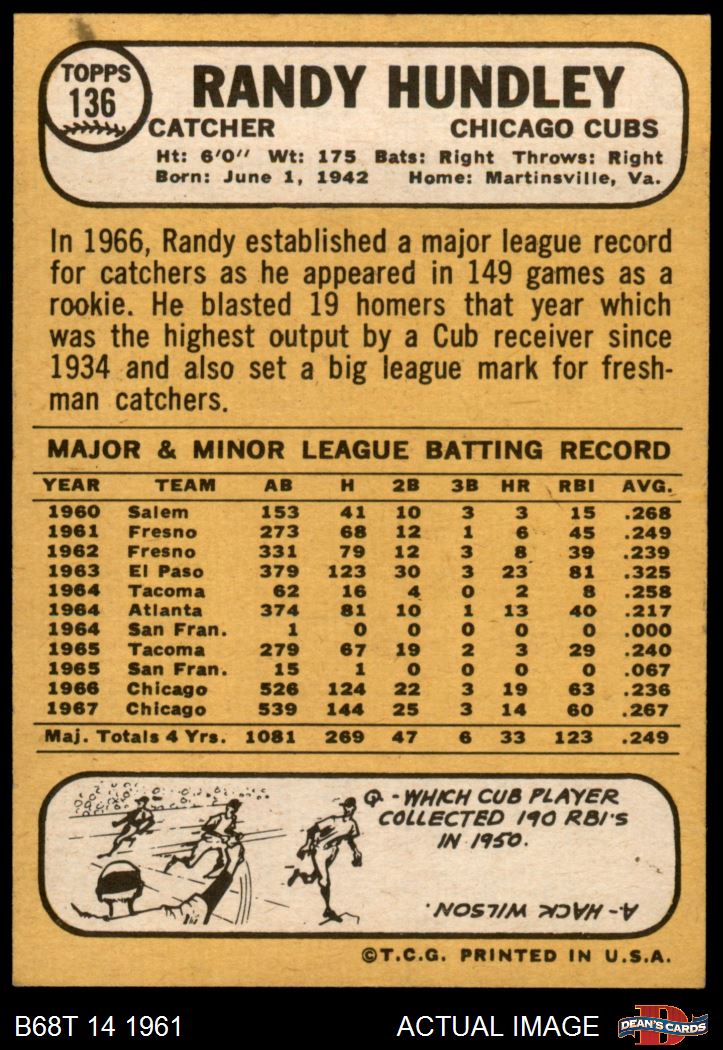 TOPPS
136
RANDY HUNDLEY
CATCHER CHICAGO CUBS
Ht: 6'0" Wt: 175 Bats: Right Throws: Right
Born: June 1, 1942 Home: Martinsville, Va.
In 1966, Randy established a major league record
for catchers as he appeared in 149 games as a
rookie. He blasted 19 homers that year which
was the highest output by a Cub receiver since
1934 and also set a big league mark for fresh-
man catchers.
MAJOR & MINOR LEAGUE BATTING RECORD
YEAR TEAM AB H 2B 3B HR RBI AVG.
1960 Salem 153 41 10 3 3 15 .268
1961 Fresno 273 68 12 1 6 45 .249
1962 Fresno 331 79 12 3 8 39 .239
1963 El Paso 379 123 30 3 23 81 .325
1964 Tacoma 62 16 4 0 2 8 .258
1964 Atlanta 374 81 10 1 13 40 .217
1964 San Fran. 1 0 0 0 0 0 .000
1965 Tacoma 279 67 19 2 3 29 .240
1965 San Fran. 15 1 0 0 0 0 .067
1966 Chicago 526 124 22 3 19 63 .236
1967 Chicago 539 144 25 3 14 60 .267
Maj. Totals 4 Yrs. 1081 269 47 6 33 123 .249
Q - WHICH CUB PLAYER
COLLECTED 190 RBI'S
IN 1950.
A - HACK WILSON.
©T.C.G. PRINTED IN U.S.A.
B68T 14 1961 ACTUAL IMAGE DEAN'S CARDS